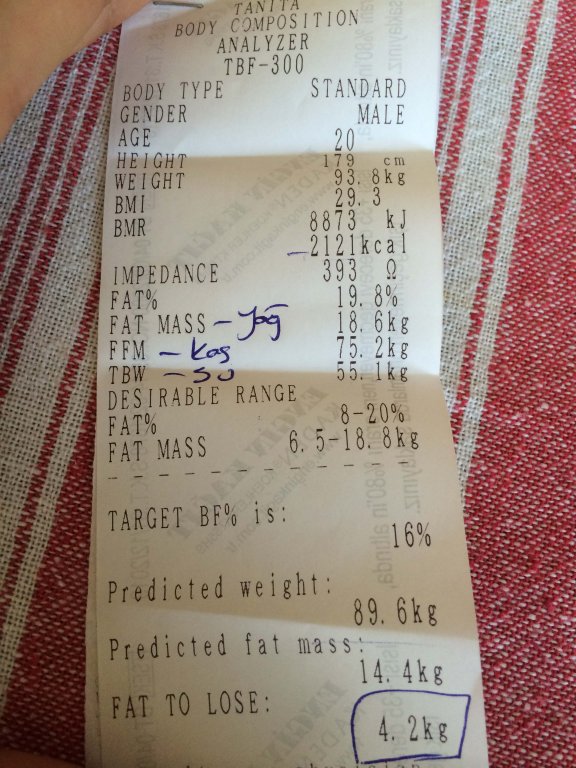 TANITA
BODY COMPOSITION
ANALYZER
TBF-300
BODY TYPE STANDARD
GENDER MALE
AGE 20
HEIGHT 179 cm
WEIGHT 93.8kg
BMI 29.3
BMR 8873 kJ
2121kcal
IMPEDANCE 393 Ω
FAT% 19.8%
FAT MASS - Yağ 18.6kg
FFM - Kas 75.2kg
TBW - SU 55.1kg
DESIRABLE RANGE
FAT% 8-20%
FAT MASS 6.5-18.8kg
TARGET BF% is:
16%
Predicted weight:
89.6kg
Predicted fat mass:
14.4kg
FAT TO LOSE:
4.2kg